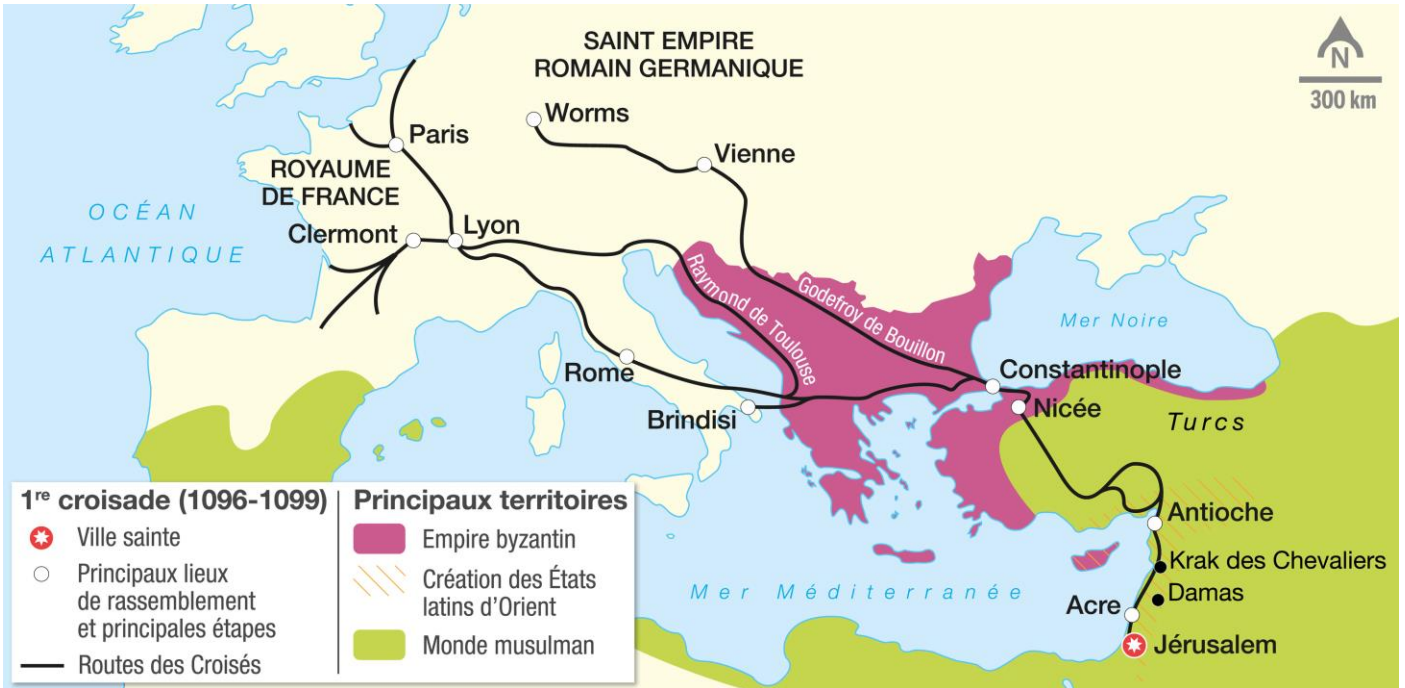 SAINT EMPIRE
ROMAIN GERMANIQUE
N
300 km
Worms
Paris
Vienne
ROYAUME
DE FRANCE
OCÉAN
ATLANTIQUE
Clermont
Lyon
Raymond de Toulouse
Godefroy de Bouillon
Mer Noire
Rome
Constantinople
Brindisi
Nicée
Turcs
Antioche
Krak des Chevaliers
Damas
Mer Méditerranée
Acre
Jérusalem
1re croisade (1096-1099)
Ville sainte
Principaux lieux
de rassemblement
et principales étapes
Routes des Croisés
Principaux territoires
Empire byzantin
Création des États
latins d'Orient
Monde musulman